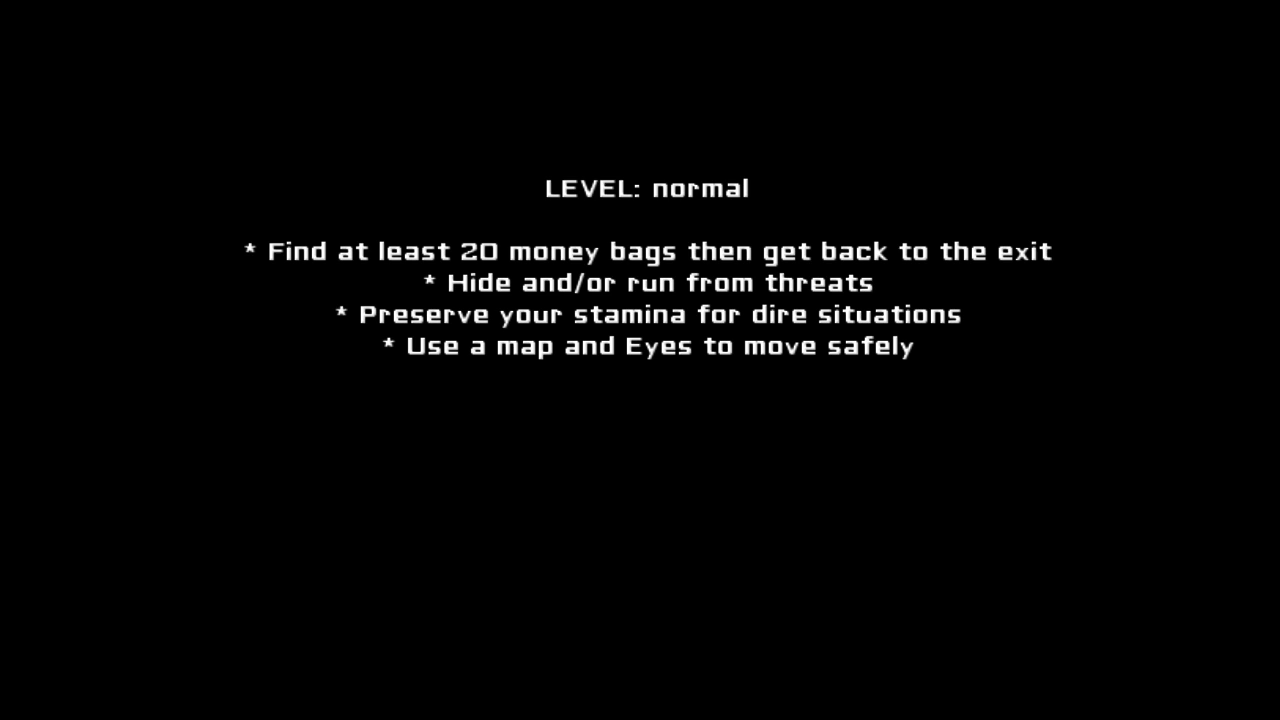 LEVEL: normal
* Find at least 20 money bags then get back to the exit
* Hide and/or run from threats
* Preserve your stamina for dire situations
* Use a map and Eyes to move safely